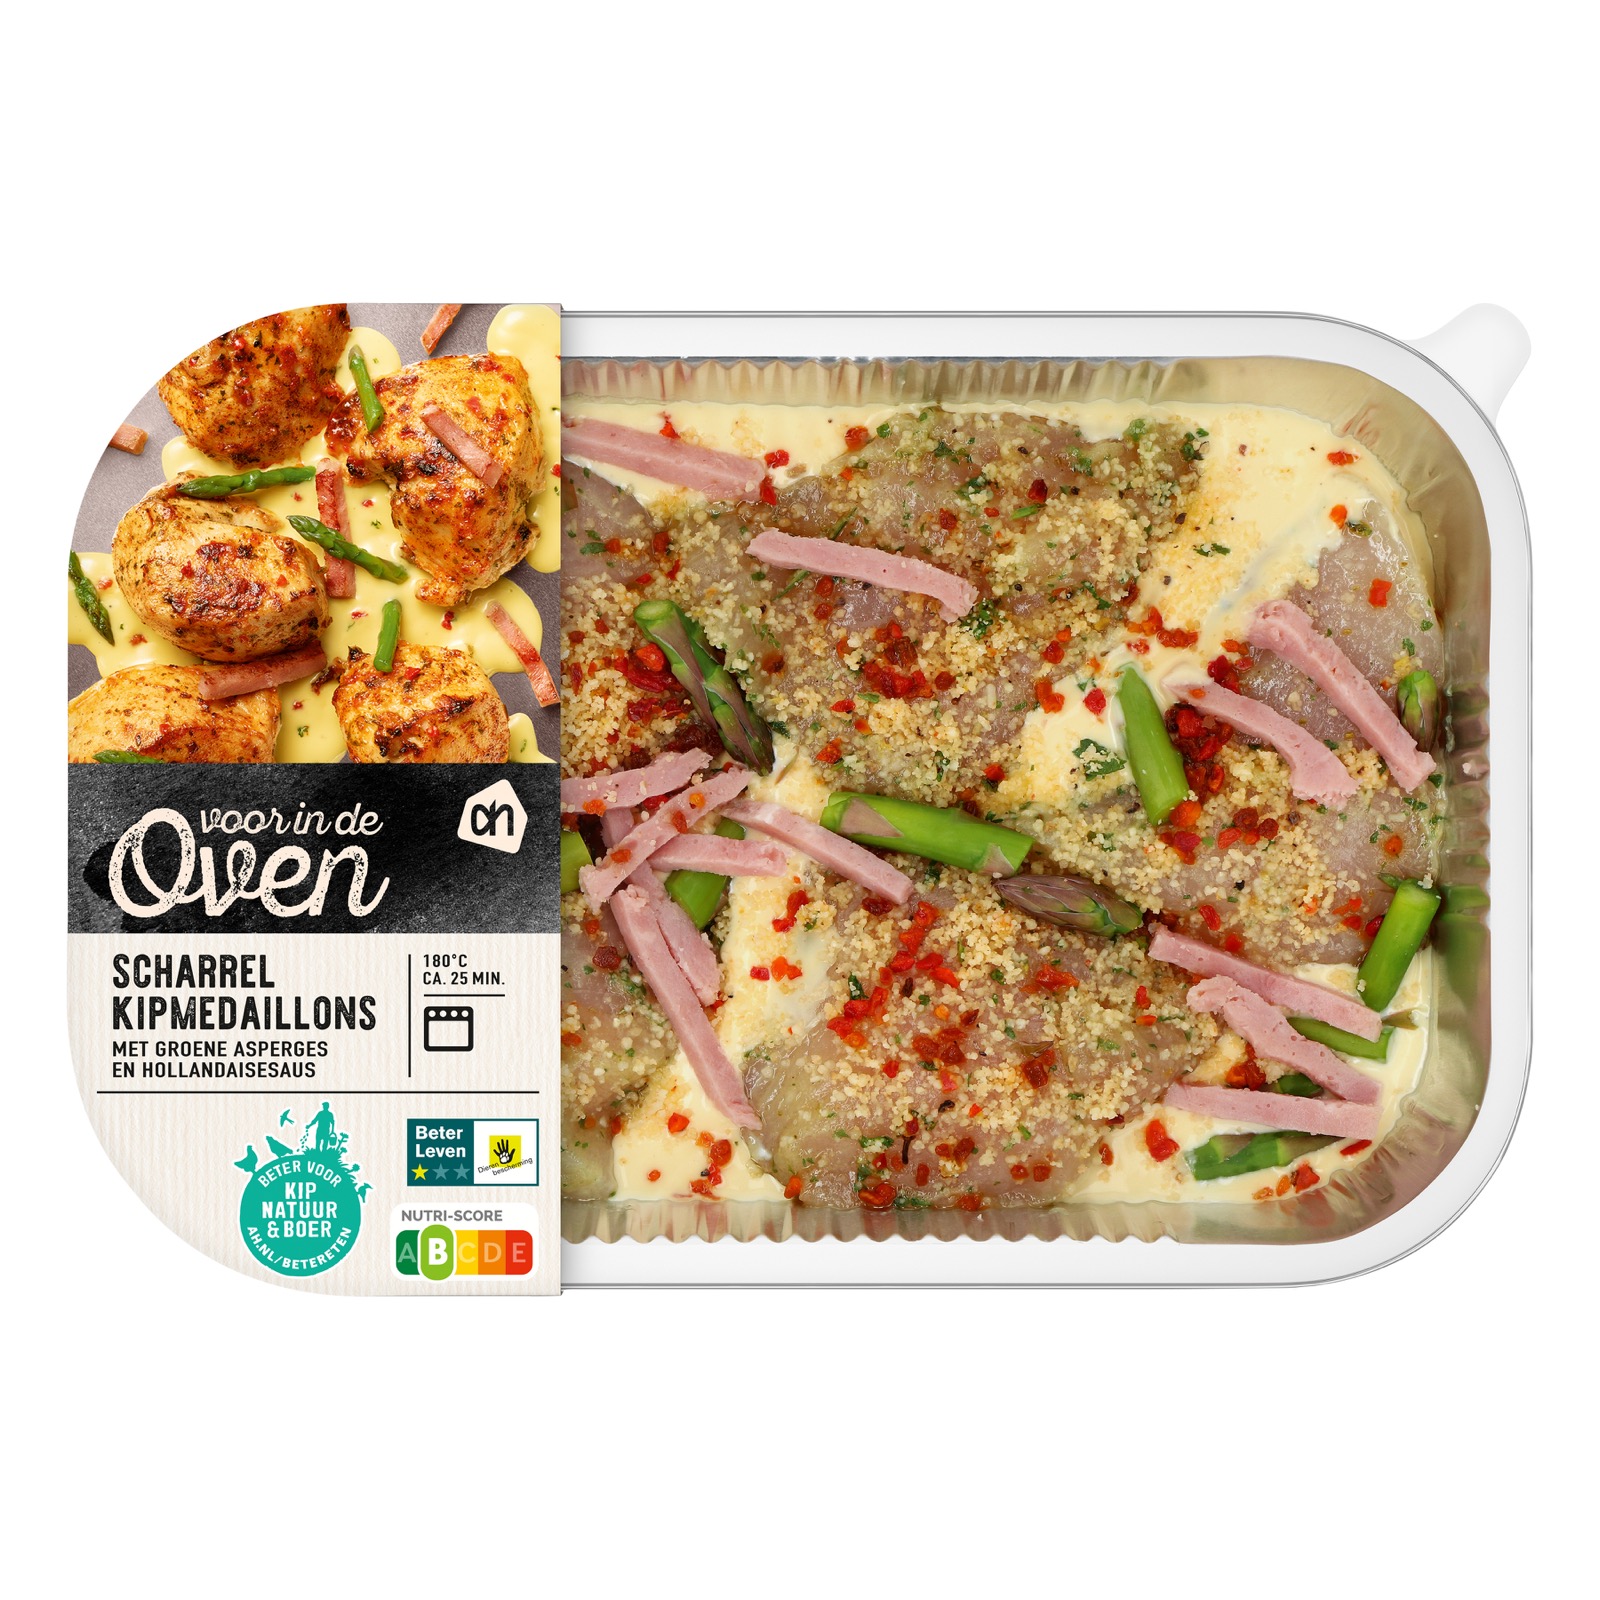 voor in de
Oven
ah
SCHARREL
KIPMEDAILLONS
MET GROENE ASPERGES
EN HOLLANDAISESAUS
180°C
CA. 25 MIN.
BETER VOOR
KIP
NATUUR
& BOER
AH.NL/BETERETEN
Beter
Leven
Dieren
bescherming
NUTRI-SCORE
A B C D E